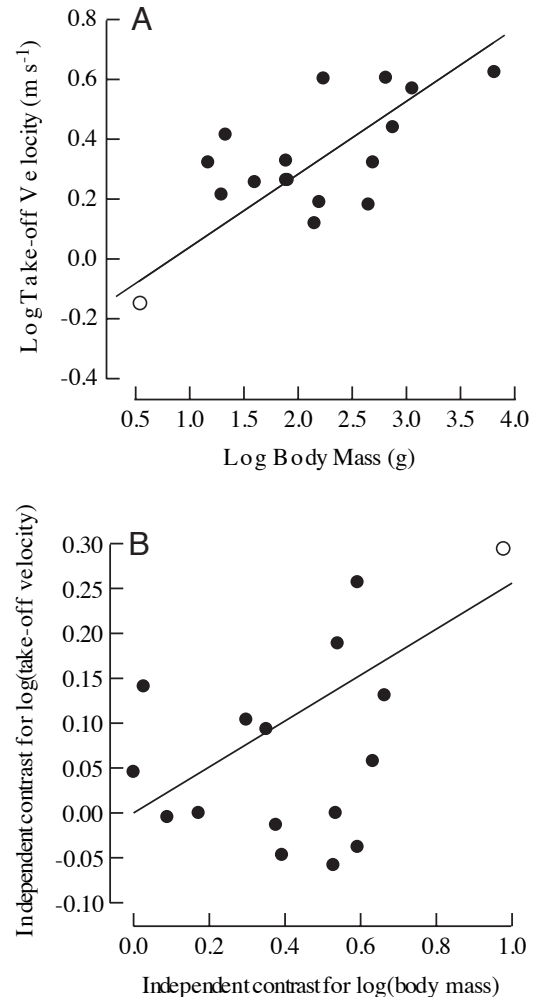 A
0.8
0.6
0.4
0.2
0.0
-0.2
-0.4
Log Take-off Velocity (m s-1)
0.5 1.0 1.5 2.0 2.5 3.0 3.5 4.0
Log Body Mass (g)
B
0.30
0.25
0.20
0.15
0.10
0.05
0.00
-0.05
-0.10
Independent contrast for log(take-off velocity)
0.0 0.2 0.4 0.6 0.8 1.0
Independent contrast for log(body mass)